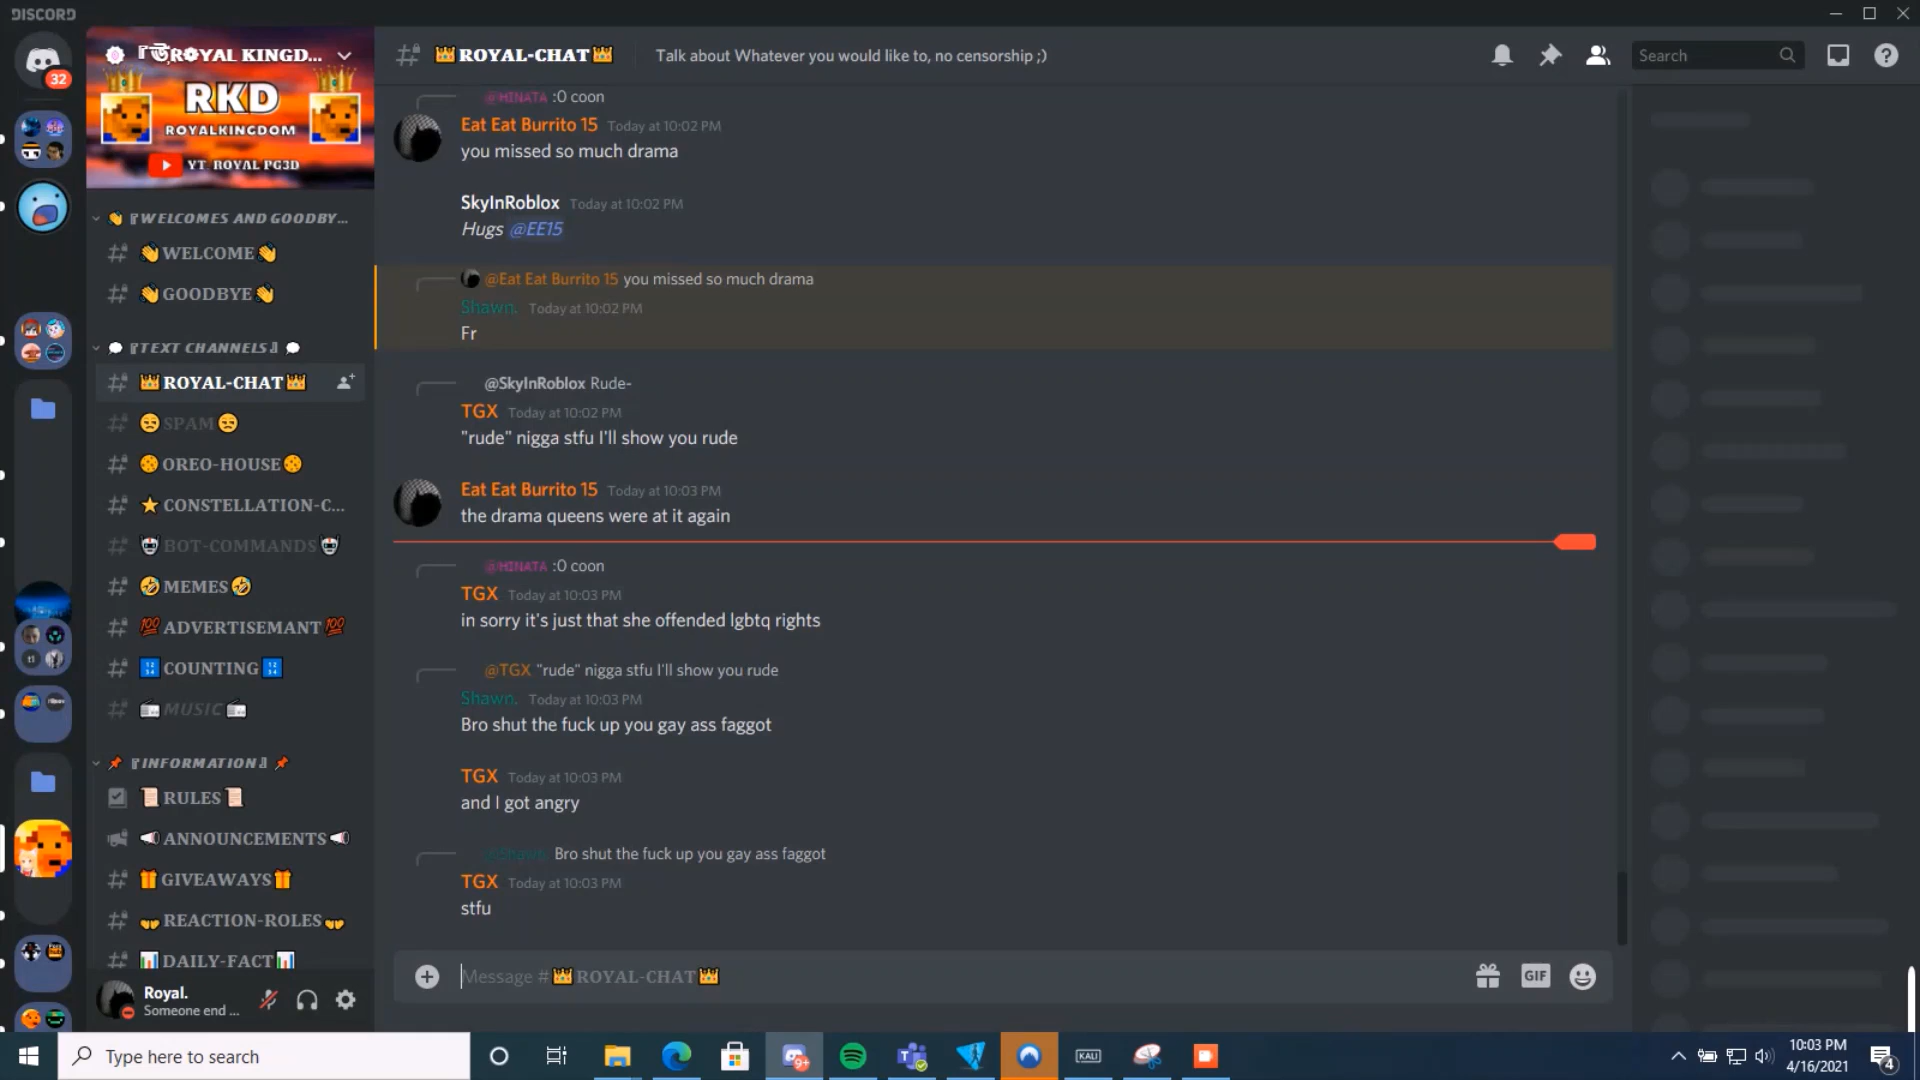 DISCORD
32
ROYAL KINGD...
RKD
ROYALKINGDOM
YT ROYAL PG3D
ROYAL-CHAT
Talk about Whatever you would like to, no censorship ;)
Search
『WELCOMES AND GOODBY...
WELCOME
GOODBYE
『TEXT CHANNELS』
ROYAL-CHAT
SPAM
OREO-HOUSE
CONSTELLATION-C...
BOT-COMMANDS
MEMES
ADVERTISEMANT
COUNTING
MUSIC
『INFORMATION』
RULES
ANNOUNCEMENTS
GIVEAWAYS
REACTION-ROLES
DAILY-FACT
Royal.
Someone end ...
@HINATA :0 coon
Eat Eat Burrito 15 Today at 10:02 PM
you missed so much drama
SkyInRoblox Today at 10:02 PM
Hugs @EE15
@Eat Eat Burrito 15 you missed so much drama
Shawn. Today at 10:02 PM
Fr
@SkyInRoblox Rude-
TGX Today at 10:02 PM
"rude" nigga stfu I'll show you rude
Eat Eat Burrito 15 Today at 10:03 PM
the drama queens were at it again
@HINATA :0 coon
TGX Today at 10:03 PM
in sorry it's just that she offended lgbtq rights
@TGX "rude" nigga stfu I'll show you rude
Shawn. Today at 10:03 PM
Bro shut the fuck up you gay ass faggot
TGX Today at 10:03 PM
and I got angry
@Shawn. Bro shut the fuck up you gay ass faggot
TGX Today at 10:03 PM
stfu
Message # ROYAL-CHAT
GIF
Type here to search
9+
KALI
10:03 PM
4/16/2021
4